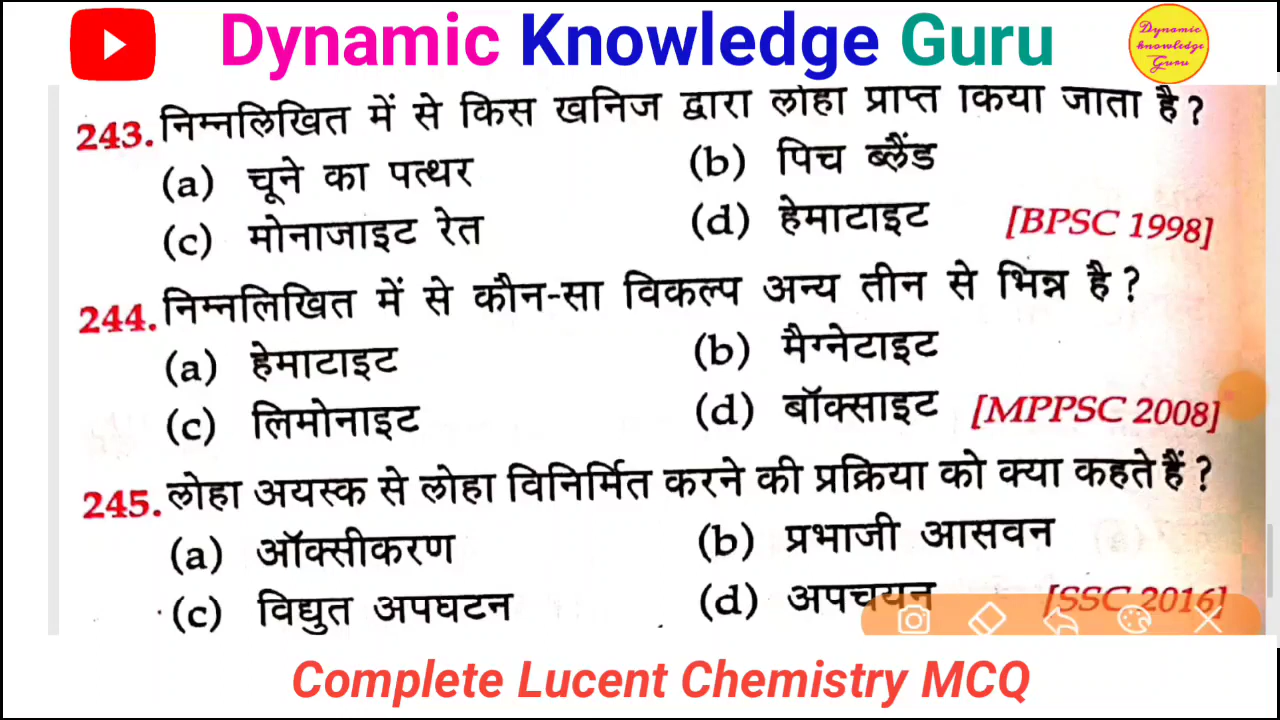 Dynamic Knowledge Guru
Dynamic
knowledge
Guru
243. निम्नलिखित में से किस खनिज द्वारा लोहा प्राप्त किया जाता है?
(a) चूने का पत्थर (b) पिच ब्लैंड
(c) मोनाजाइट रेत (d) हेमाटाइट [BPSC 1998]
244. निम्नलिखित में से कौन-सा विकल्प अन्य तीन से भिन्न है?
(a) हेमाटाइट (b) मैग्नेटाइट
(c) लिमोनाइट (d) बॉक्साइट [MPPSC 2008]
245. लोहा अयस्क से लोहा विनिर्मित करने की प्रक्रिया को क्या कहते हैं?
(a) ऑक्सीकरण (b) प्रभाजी आसवन
(c) विद्युत अपघटन (d) अपचयन [SSC 2016]
Complete Lucent Chemistry MCQ